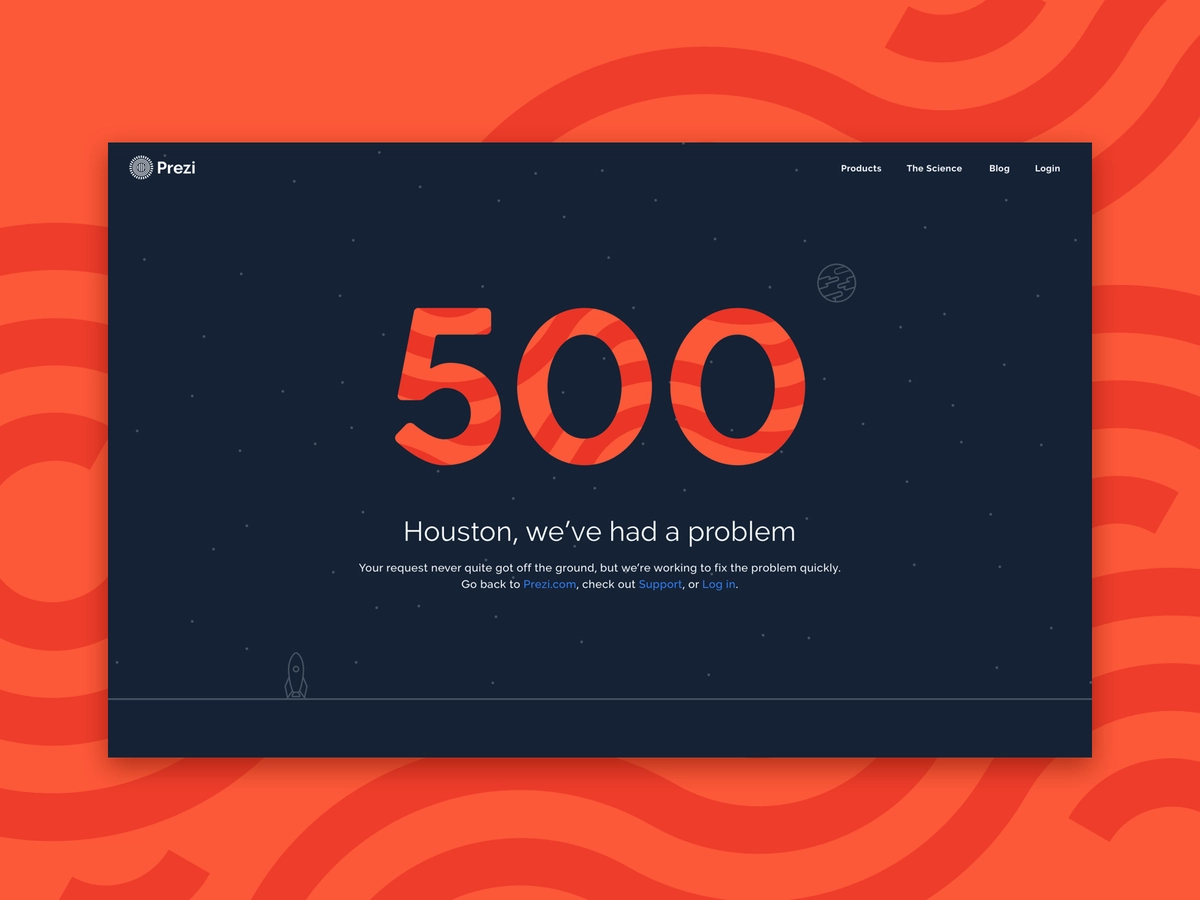 Prezi
Products The Science Blog Login
500
Houston, we’ve had a problem
Your request never quite got off the ground, but we’re working to fix the problem quickly.
Go back to Prezi.com, check out Support, or Log in.